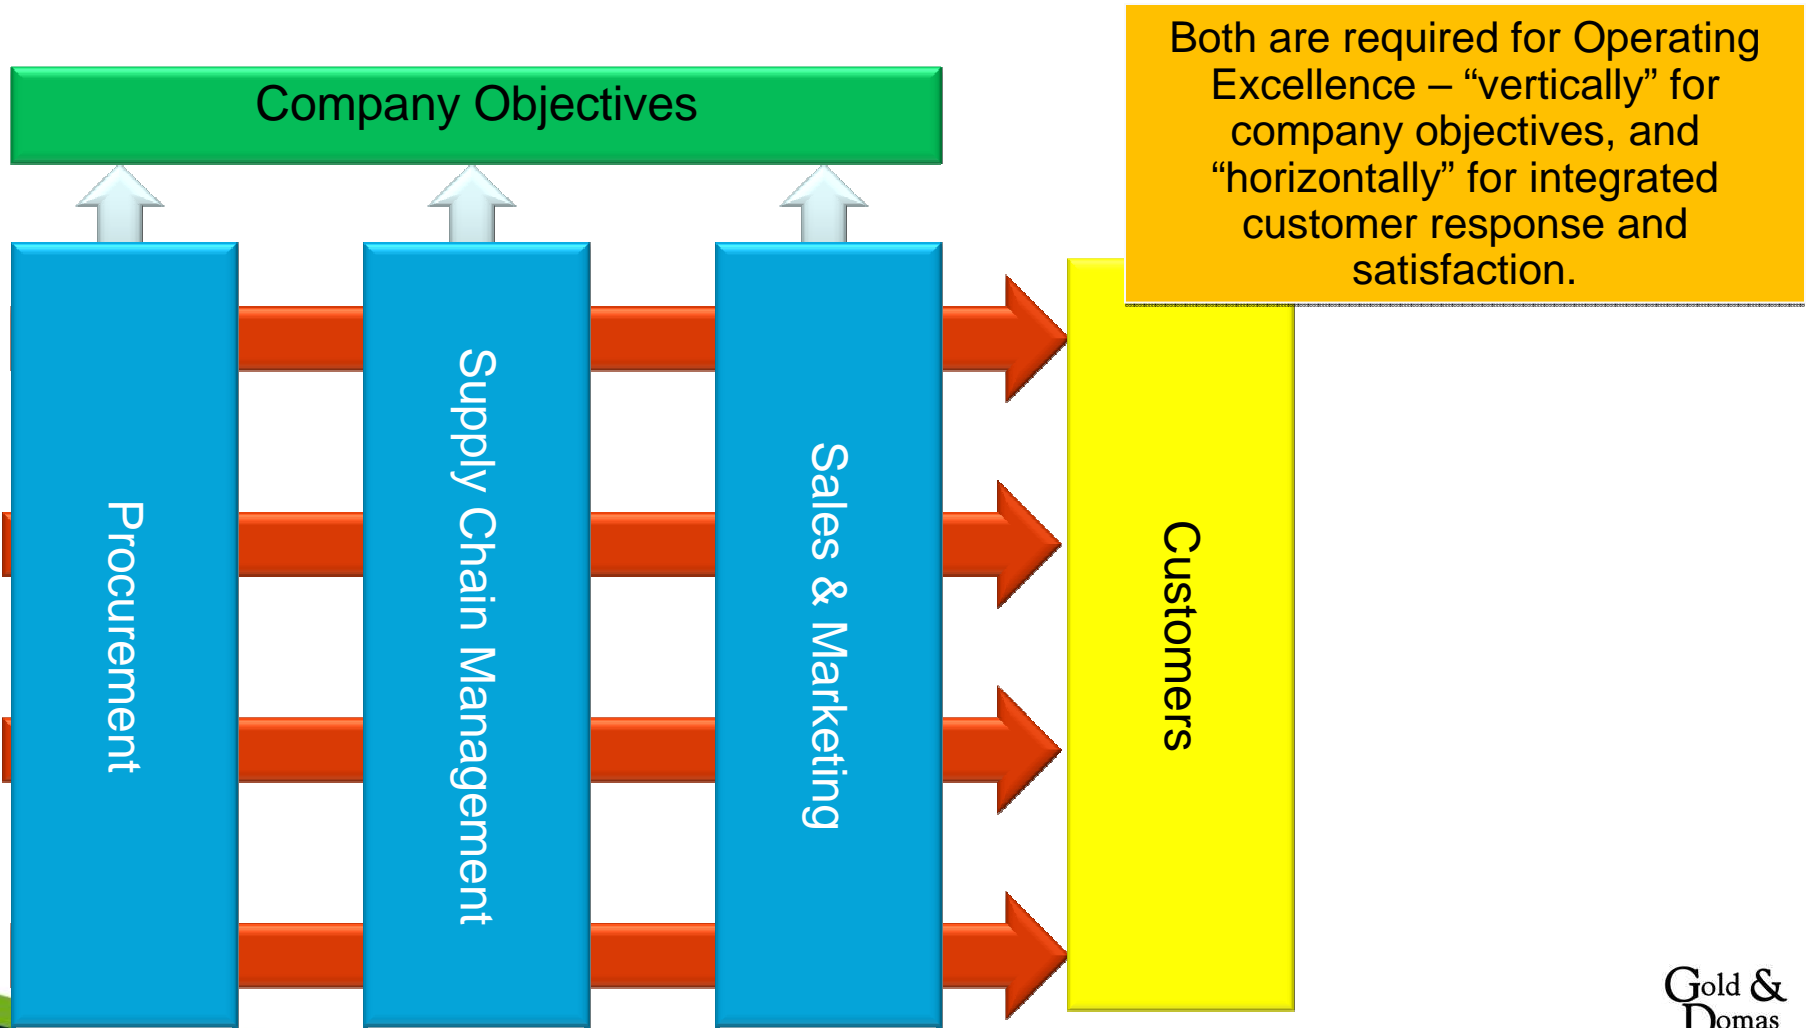 Both are required for Operating
Excellence – “vertically” for
company objectives, and
“horizontally” for integrated
customer response and
satisfaction.
Company Objectives
Procurement
Supply Chain Management
Sales & Marketing
Customers
Gold &
Domas